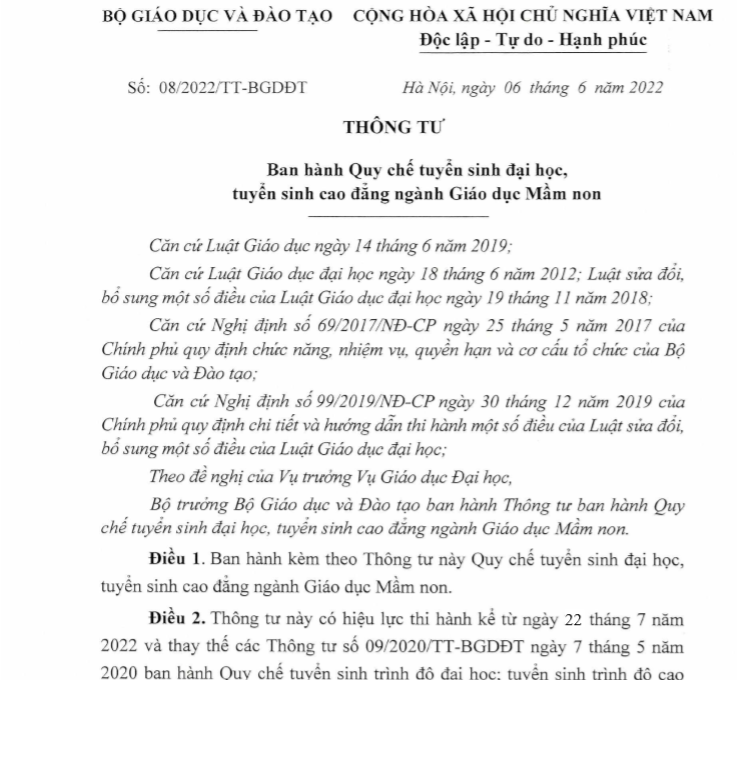 BỘ GIÁO DỤC VÀ ĐÀO TẠO CỘNG HÒA XÃ HỘI CHỦ NGHĨA VIỆT NAM
Độc lập - Tự do - Hạnh phúc
Số: 08/2022/TT-BGDĐT Hà Nội, ngày 06 tháng 6 năm 2022
THÔNG TƯ
Ban hành Quy chế tuyển sinh đại học,
tuyển sinh cao đẳng ngành Giáo dục Mầm non
Căn cứ Luật Giáo dục ngày 14 tháng 6 năm 2019;
Căn cứ Luật Giáo dục đại học ngày 18 tháng 6 năm 2012; Luật sửa đổi,
bổ sung một số điều của Luật Giáo dục đại học ngày 19 tháng 11 năm 2018;
Căn cứ Nghị định số 69/2017/NĐ-CP ngày 25 tháng 5 năm 2017 của
Chính phủ quy định chức năng, nhiệm vụ, quyền hạn và cơ cấu tổ chức của Bộ
Giáo dục và Đào tạo;
Căn cứ Nghị định số 99/2019/NĐ-CP ngày 30 tháng 12 năm 2019 của
Chính phủ quy định chi tiết và hướng dẫn thi hành một số điều của Luật sửa đổi,
bổ sung một số điều của Luật Giáo dục đại học;
Theo đề nghị của Vụ trưởng Vụ Giáo dục Đại học,
Bộ trưởng Bộ Giáo dục và Đào tạo ban hành Thông tư ban hành Quy
chế tuyển sinh đại học, tuyển sinh cao đẳng ngành Giáo dục Mầm non.
Điều 1. Ban hành kèm theo Thông tư này Quy chế tuyển sinh đại học,
tuyển sinh cao đẳng ngành Giáo dục Mầm non.
Điều 2. Thông tư này có hiệu lực thi hành kể từ ngày 22 tháng 7 năm
2022 và thay thế các Thông tư số 09/2020/TT-BGDĐT ngày 7 tháng 5 năm
2020 ban hành Quy chế tuyển sinh trình độ đại học; tuyển sinh trình độ cao